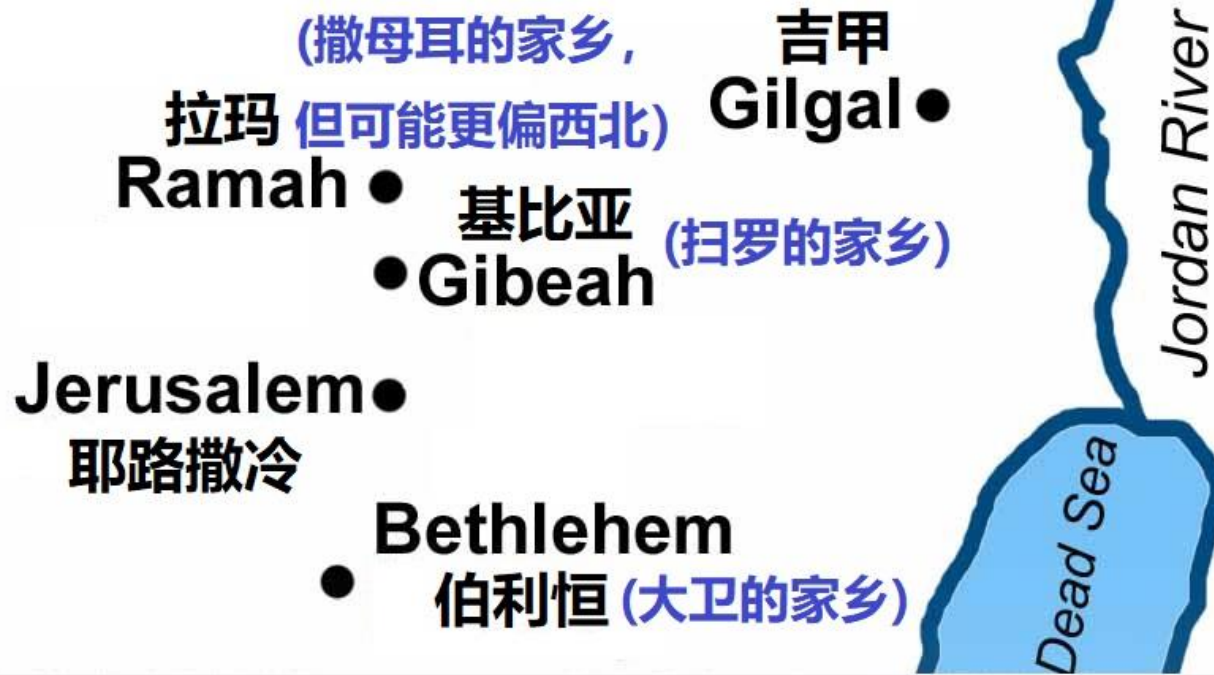 (撒母耳的家乡,
吉甲
拉玛 但可能更偏西北)
Gilgal
Ramah
基比亚
(扫罗的家乡)
Gibeah
Jerusalem
耶路撒冷
Bethlehem
伯利恒 (大卫的家乡)
Jordan River
Dead Sea